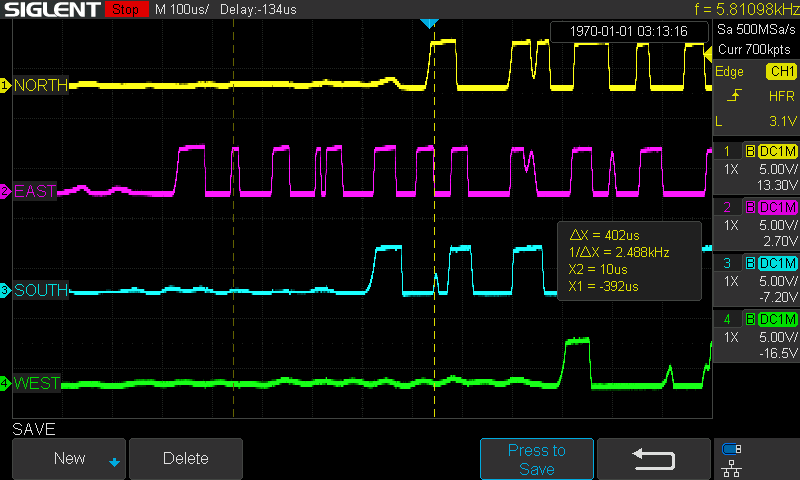 SIGLENT Stop M 100us/ Delay:-134us f = 5.81098kHz
1970-01-01 03:13:16
Sa 500MSa/s
Curr 700kpts
Edge CH1
HFR
L 3.1V
1 NORTH
1 B DC1M
1X 5.00V/
13.30V
2 EAST
2 B DC1M
1X 5.00V/
2.70V
ΔX = 402us
1/ΔX = 2.488kHz
X2 = 10us
X1 = -392us
3 SOUTH
3 B DC1M
1X 5.00V/
-7.20V
4 WEST
4 B DC1M
1X 5.00V/
-16.5V
SAVE
New
Delete
Press to
Save